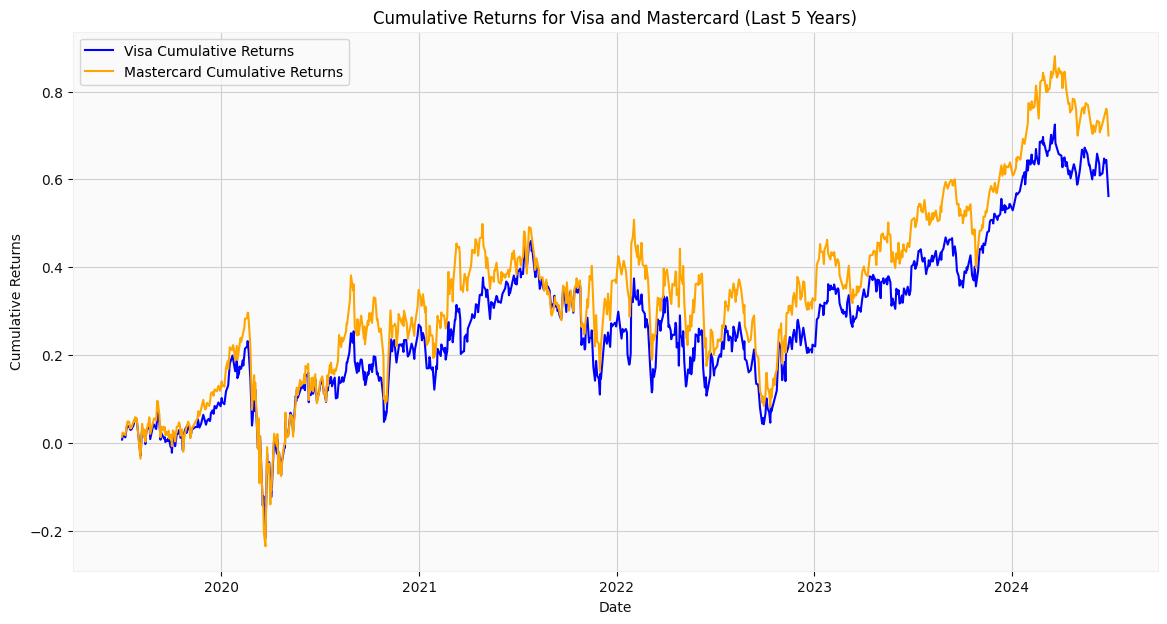 Cumulative Returns for Visa and Mastercard (Last 5 Years)
Visa Cumulative Returns
Mastercard Cumulative Returns
Cumulative Returns
0.8
0.6
0.4
0.2
0.0
−0.2
2020 2021 2022 2023 2024
Date